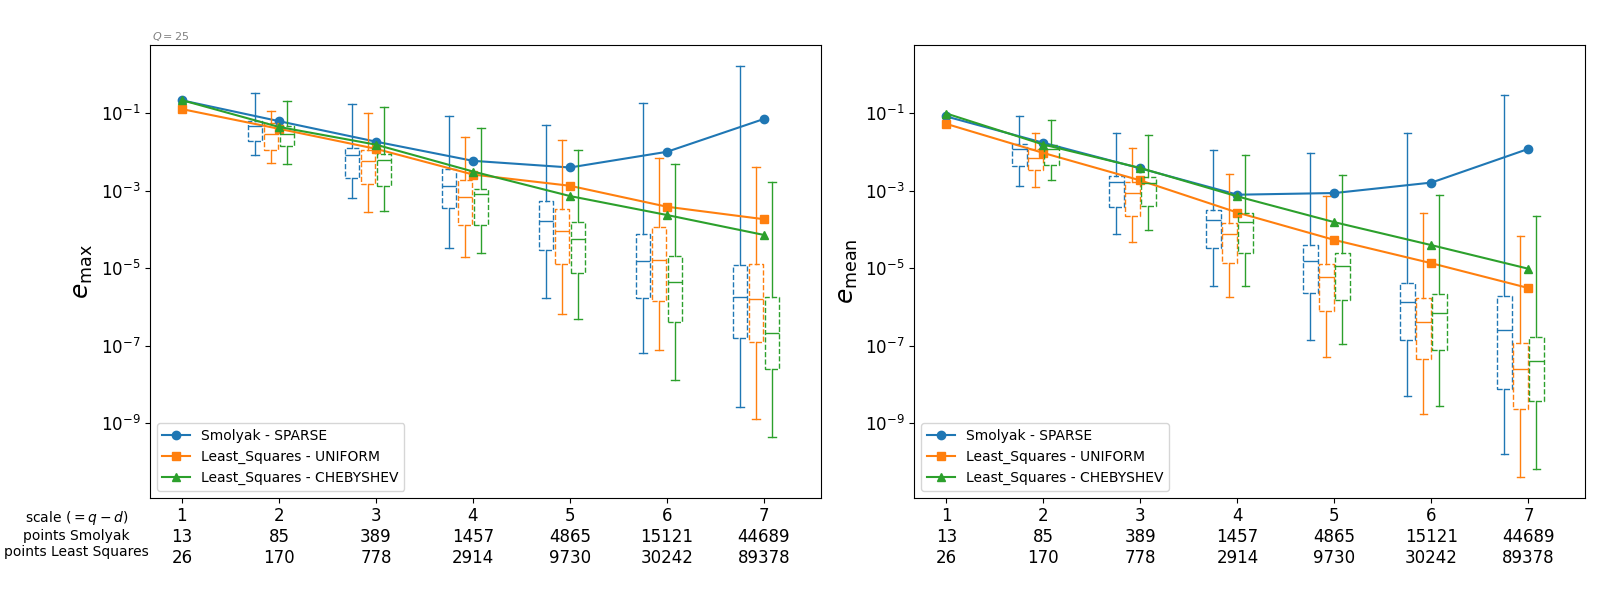 Q = 25
10^{-1}
10^{-3}
10^{-5}
10^{-7}
10^{-9}
e_max
Smolyak - SPARSE
Least_Squares - UNIFORM
Least_Squares - CHEBYSHEV
10^{-1}
10^{-3}
10^{-5}
10^{-7}
10^{-9}
e_mean
Smolyak - SPARSE
Least_Squares - UNIFORM
Least_Squares - CHEBYSHEV
scale (= q − d) 1 2 3 4 5 6 7 1 2 3 4 5 6 7
points Smolyak 13 85 389 1457 4865 15121 44689 13 85 389 1457 4865 15121 44689
points Least Squares 26 170 778 2914 9730 30242 89378 26 170 778 2914 9730 30242 89378